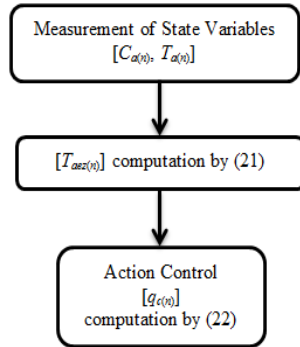 Measurement of State Variables
[Ca(n), Ta(n)]
[Taez(n)] computation by (21)
Action Control
[qc(n)]
computation by (22)